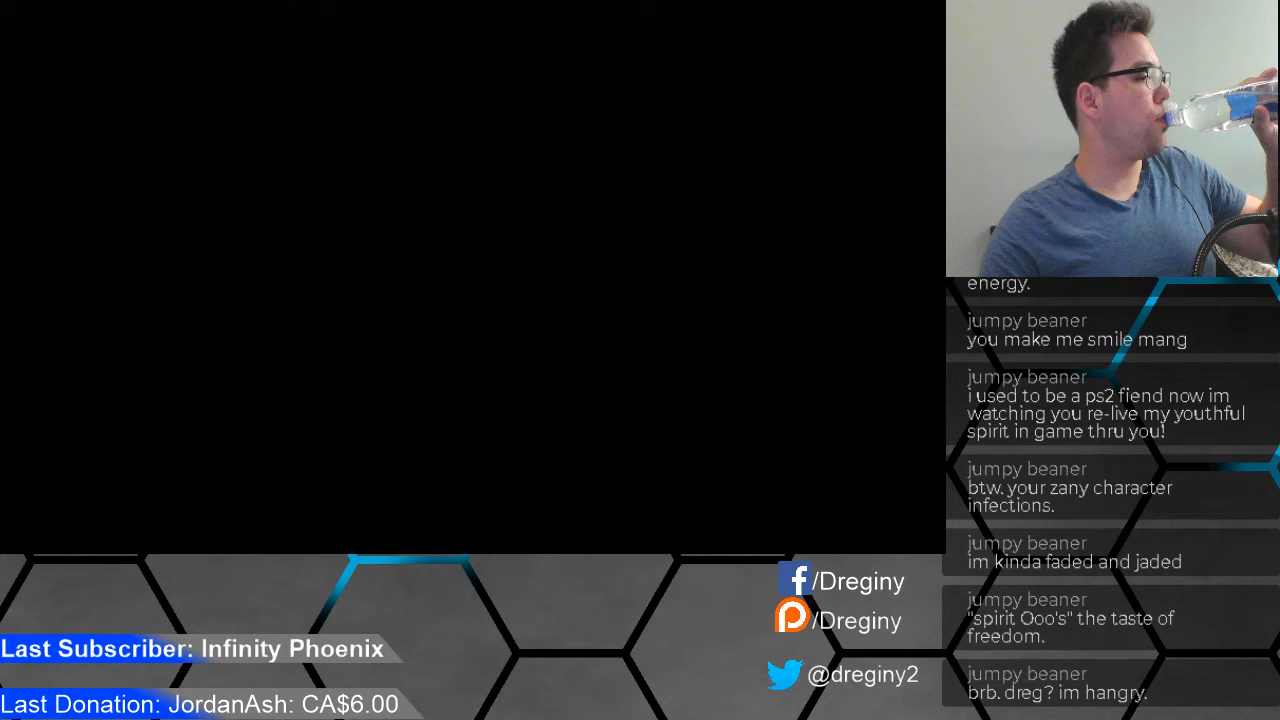 energy.
jumpy beaner
you make me smile mang
jumpy beaner
i used to be a ps2 fiend now im
watching you re-live my youthful
spirit in game thru you!
jumpy beaner
btw. your zany character
infections.
jumpy beaner
im kinda faded and jaded
jumpy beaner
"spirit Ooo's" the taste of
freedom.
jumpy beaner
brb. dreg? im hangry.
/Dreginy
/Dreginy
@dreginy2
Last Subscriber: Infinity Phoenix
Last Donation: JordanAsh: CA$6.00